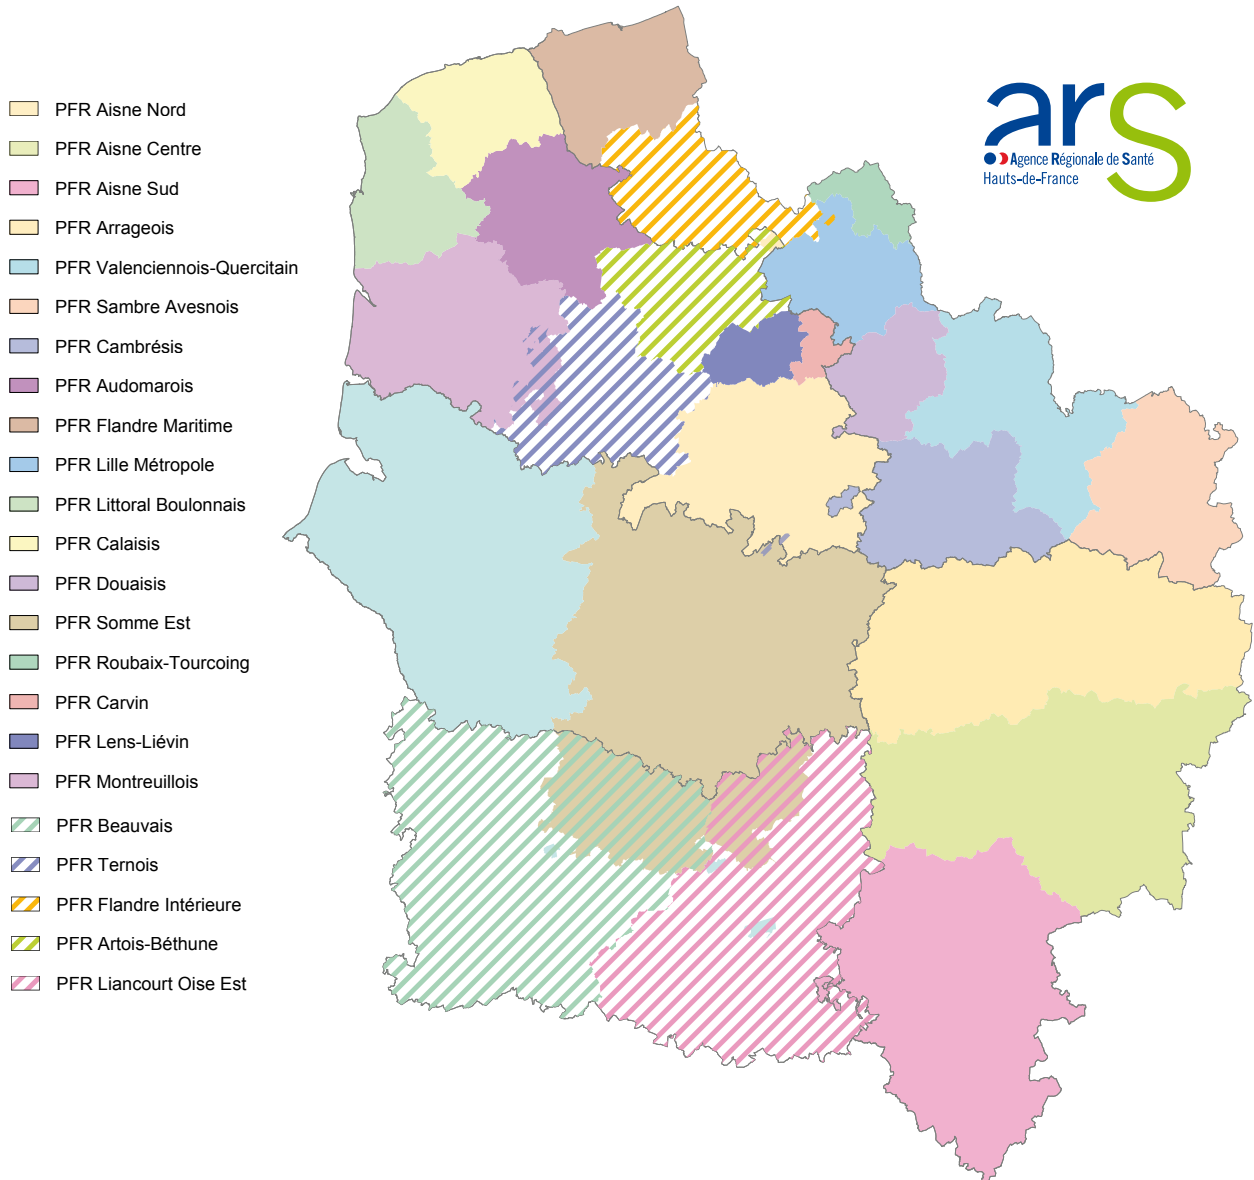 PFR Aisne Nord
PFR Aisne Centre
PFR Aisne Sud
PFR Arrageois
PFR Valenciennois-Quercitain
PFR Sambre Avesnois
PFR Cambrésis
PFR Audomarois
PFR Flandre Maritime
PFR Lille Métropole
PFR Littoral Boulonnais
PFR Calaisis
PFR Douaisis
PFR Somme Est
PFR Roubaix-Tourcoing
PFR Carvin
PFR Lens-Liévin
PFR Montreuillois
PFR Beauvais
PFR Ternois
PFR Flandre Intérieure
PFR Artois-Béthune
PFR Liancourt Oise Est
ars
Agence Régionale de Santé
Hauts-de-France